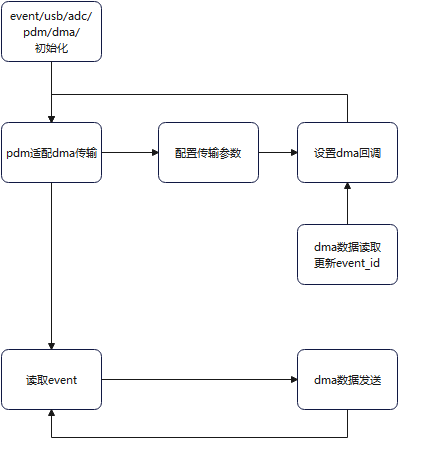 event/usb/adc/
pdm/dma/
初始化
pdm适配dma传输
配置传输参数
设置dma回调
dma数据读取
更新event_id
读取event
dma数据发送